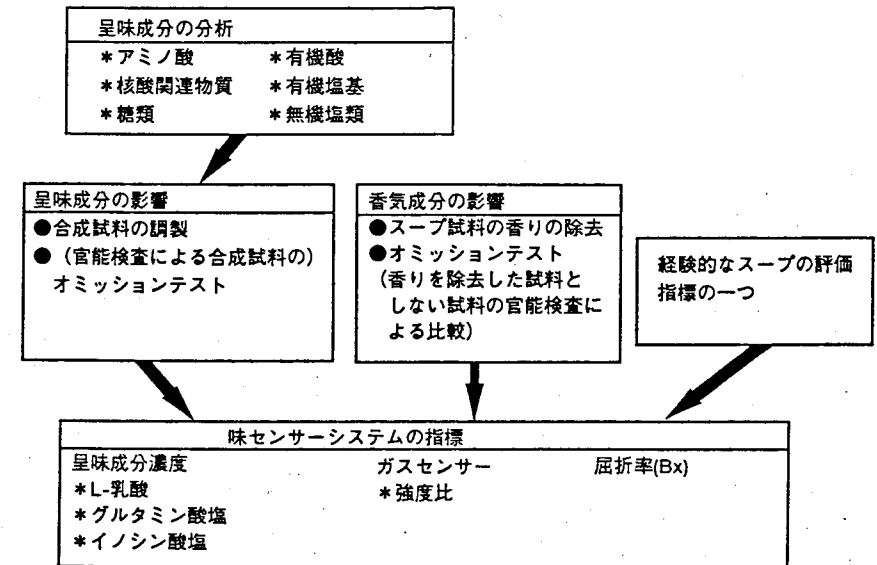 呈味成分の分析
＊アミノ酸　＊有機酸
＊核酸関連物質　＊有機塩基
＊糖類　＊無機塩類
呈味成分の影響
●合成試料の調製
●（官能検査による合成試料の）
オミッションテスト
香気成分の影響
●スープ試料の香りの除去
●オミッションテスト
（香りを除去した試料と
しない試料の官能検査に
よる比較）
経験的なスープの評価
指標の一つ
味センサーシステムの指標
呈味成分濃度　ガスセンサー　屈折率(Bx)
＊L-乳酸　＊強度比
＊グルタミン酸塩
＊イノシン酸塩